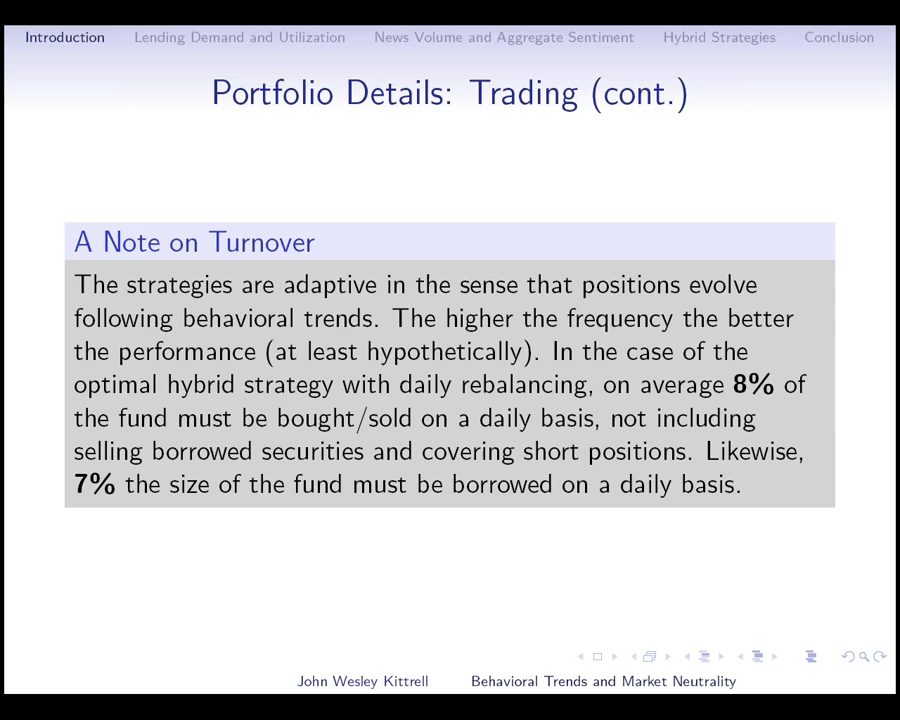 Introduction Lending Demand and Utilization News Volume and Aggregate Sentiment Hybrid Strategies Conclusion
Portfolio Details: Trading (cont.)
A Note on Turnover
The strategies are adaptive in the sense that positions evolve
following behavioral trends. The higher the frequency the better
the performance (at least hypothetically). In the case of the
optimal hybrid strategy with daily rebalancing, on average 8% of
the fund must be bought/sold on a daily basis, not including
selling borrowed securities and covering short positions. Likewise,
7% the size of the fund must be borrowed on a daily basis.
John Wesley Kittrell Behavioral Trends and Market Neutrality